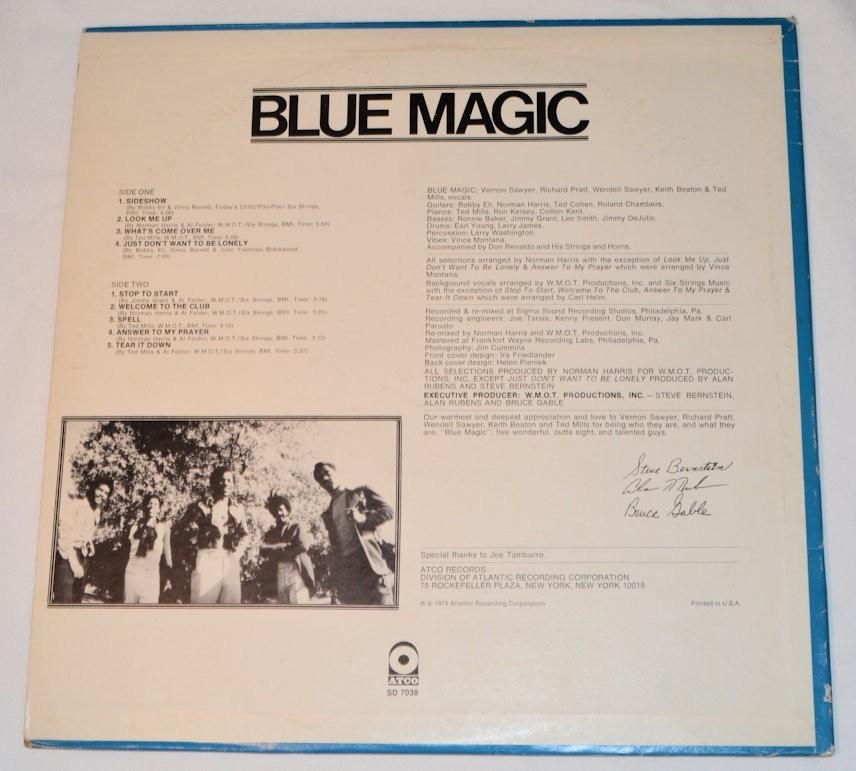 BLUE MAGIC
SIDE ONE
1. SIDESHOW
(By Bobby Eli & Vinny Barrett; Friday's Child/Poo-Poo/ Six Strings,
BMI. Time: 4:08)
2. LOOK ME UP
(By Norman Harris & Al Felder; W.M.O.T./Six Strings, BMI. Time: 5:54)
3. WHAT'S COME OVER ME
(By Ted Mills; W.M.O.T., BMI. Time: 4:09)
4. JUST DON'T WANT TO BE LONELY
(By Bobby Eli, Vinny Barrett & John Freeman; Blackwood,
BMI. Time: 7:00)
SIDE TWO
1. STOP TO START
(By Jimmy Grant & Al Felder; W.M.O.T./Six Strings, BMI. Time: 3:18)
2. WELCOME TO THE CLUB
(By Norman Harris & Al Felder; W.M.O.T./Six Strings, BMI. Time: 5:05)
3. SPELL
(By Ted Mills; W.M.O.T., BMI. Time: 4:15)
4. ANSWER TO MY PRAYER
(By Norman Harris & Al Felder; W.M.O.T./Six Strings, BMI. Time: 3:15)
5. TEAR IT DOWN
(By Ted Mills & Al Felder; W.M.O.T./Six Strings, BMI. Time: 5:27)
BLUE MAGIC: Vernon Sawyer, Richard Pratt, Wendell Sawyer, Keith Beaton & Ted
Mills, vocals.
Guitars: Bobby Eli, Norman Harris, Ted Cohen, Roland Chambers.
Pianos: Ted Mills, Ron Kersey, Cotton Kent.
Basses: Ronnie Baker, Jimmy Grant, Lee Smith, Jimmy DeJulio.
Drums: Earl Young, Larry James.
Percussion: Larry Washington.
Vibes: Vince Montana.
Accompanied by Don Renaldo and His Strings and Horns.
All selections arranged by Norman Harris with the exception of Look Me Up, Just
Don't Want To Be Lonely & Answer To My Prayer which were arranged by Vince
Montana.
Background vocals arranged by W.M.O.T. Productions, Inc. and Six Strings Music
with the exception of Stop To Start, Welcome To The Club, Answer To My Prayer &
Tear It Down which were arranged by Carl Helm.
Recorded & re-mixed at Sigma Sound Recording Studios, Philadelphia, Pa.
Recording engineers: Joe Tarsia, Kenny Present, Don Murray, Jay Mark & Carl
Paruolo
Re-mixed by Norman Harris and W.M.O.T. Productions, Inc.
Mastered at Frankfort Wayne Recording Labs, Philadelphia, Pa.
Photography: Jim Cummins
Front cover design: Ira Friedlander
Back cover design: Helen Pieniek
ALL SELECTIONS PRODUCED BY NORMAN HARRIS FOR W.M.O.T. PRODUC-
TIONS, INC. EXCEPT JUST DON'T WANT TO BE LONELY PRODUCED BY ALAN
RUBENS AND STEVE BERNSTEIN
EXECUTIVE PRODUCER: W.M.O.T. PRODUCTIONS, INC. — STEVE BERNSTEIN,
ALAN RUBENS AND BRUCE GABLE
Our warmest and deepest appreciation and love to Vernon Sawyer, Richard Pratt,
Wendell Sawyer, Keith Beaton and Ted Mills for being who they are, and what they
are, "Blue Magic", five wonderful, outta sight, and talented guys.
Steve Bernstein
Bruce Gable
Special thanks to Joe Tamburro.
ATCO RECORDS
DIVISION OF ATLANTIC RECORDING CORPORATION
75 ROCKEFELLER PLAZA, NEW YORK, NEW YORK 10019
℗ © 1974 Atlantic Recording Corporation
Printed in U.S.A.
ATCO
SD 7038